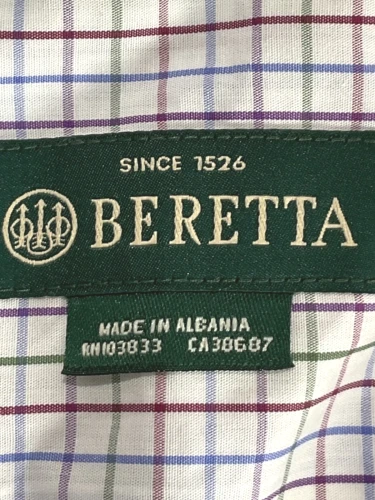 SINCE 1526
BERETTA
MADE IN ALBANIA
RN103833 CA38687